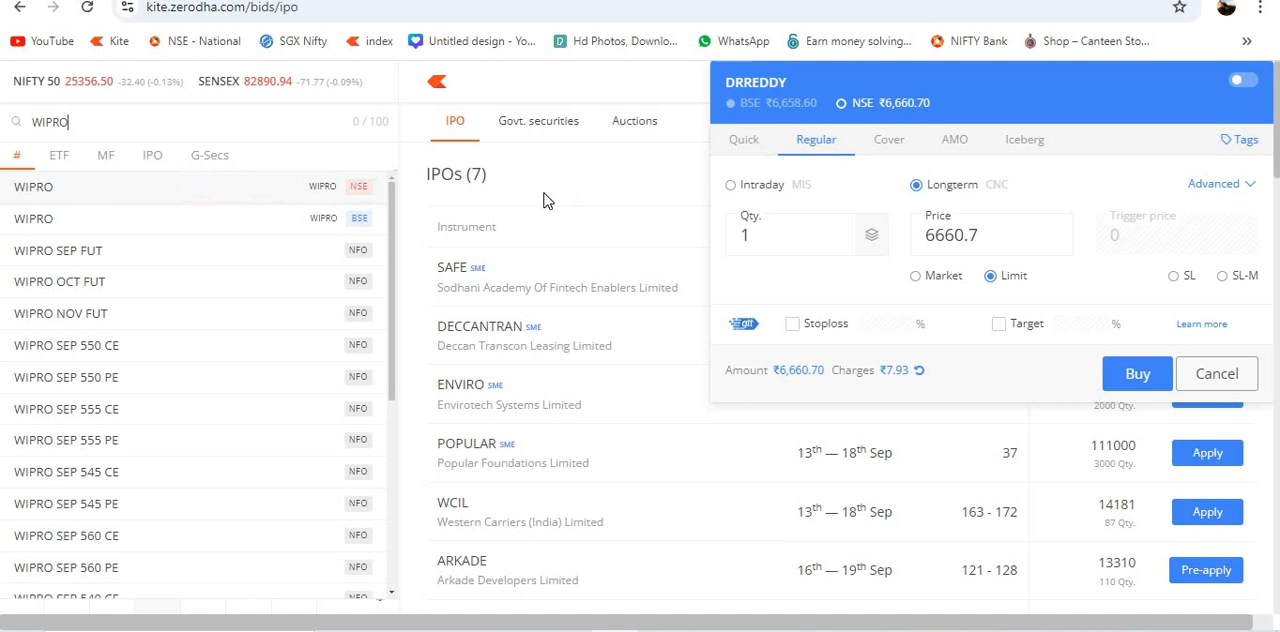 kite.zerodha.com/bids/ipo
YouTube Kite NSE - National SGX Nifty index Untitled design - Yo... Hd Photos, Downlo... WhatsApp Earn money solving... NIFTY Bank Shop – Canteen Sto... »
NIFTY 50 25356.50 -32.40 (-0.13%) SENSEX 82890.94 -71.77 (-0.09%)
WIPRO 0 / 100
# ETF MF IPO G-Secs
WIPRO WIPRO NSE
WIPRO WIPRO BSE
WIPRO SEP FUT NFO
WIPRO OCT FUT NFO
WIPRO NOV FUT NFO
WIPRO SEP 550 CE NFO
WIPRO SEP 550 PE NFO
WIPRO SEP 555 CE NFO
WIPRO SEP 555 PE NFO
WIPRO SEP 545 CE NFO
WIPRO SEP 545 PE NFO
WIPRO SEP 560 CE NFO
WIPRO SEP 560 PE NFO
WIPRO SEP 540 CE NFO
IPO Govt. securities Auctions
IPOs (7)
Instrument
SAFE SME
Sodhani Academy Of Fintech Enablers Limited
DECCANTRAN SME
Deccan Transcon Leasing Limited
ENVIRO SME
Envirotech Systems Limited
2000 Qty.
POPULAR SME
Popular Foundations Limited
13th — 18th Sep 37 111000
3000 Qty.
Apply
WCIL
Western Carriers (India) Limited
13th — 18th Sep 163 - 172 14181
87 Qty.
Apply
ARKADE
Arkade Developers Limited
16th — 19th Sep 121 - 128 13310
110 Qty.
Pre-apply
DRREDDY
BSE ₹6,658.60 NSE ₹6,660.70
Quick Regular Cover AMO Iceberg Tags
Intraday MIS Longterm CNC Advanced
Qty. Price Trigger price
1 6660.7 0
Market Limit SL SL-M
gtt Stoploss % Target % Learn more
Amount ₹6,660.70 Charges ₹7.93 Buy Cancel